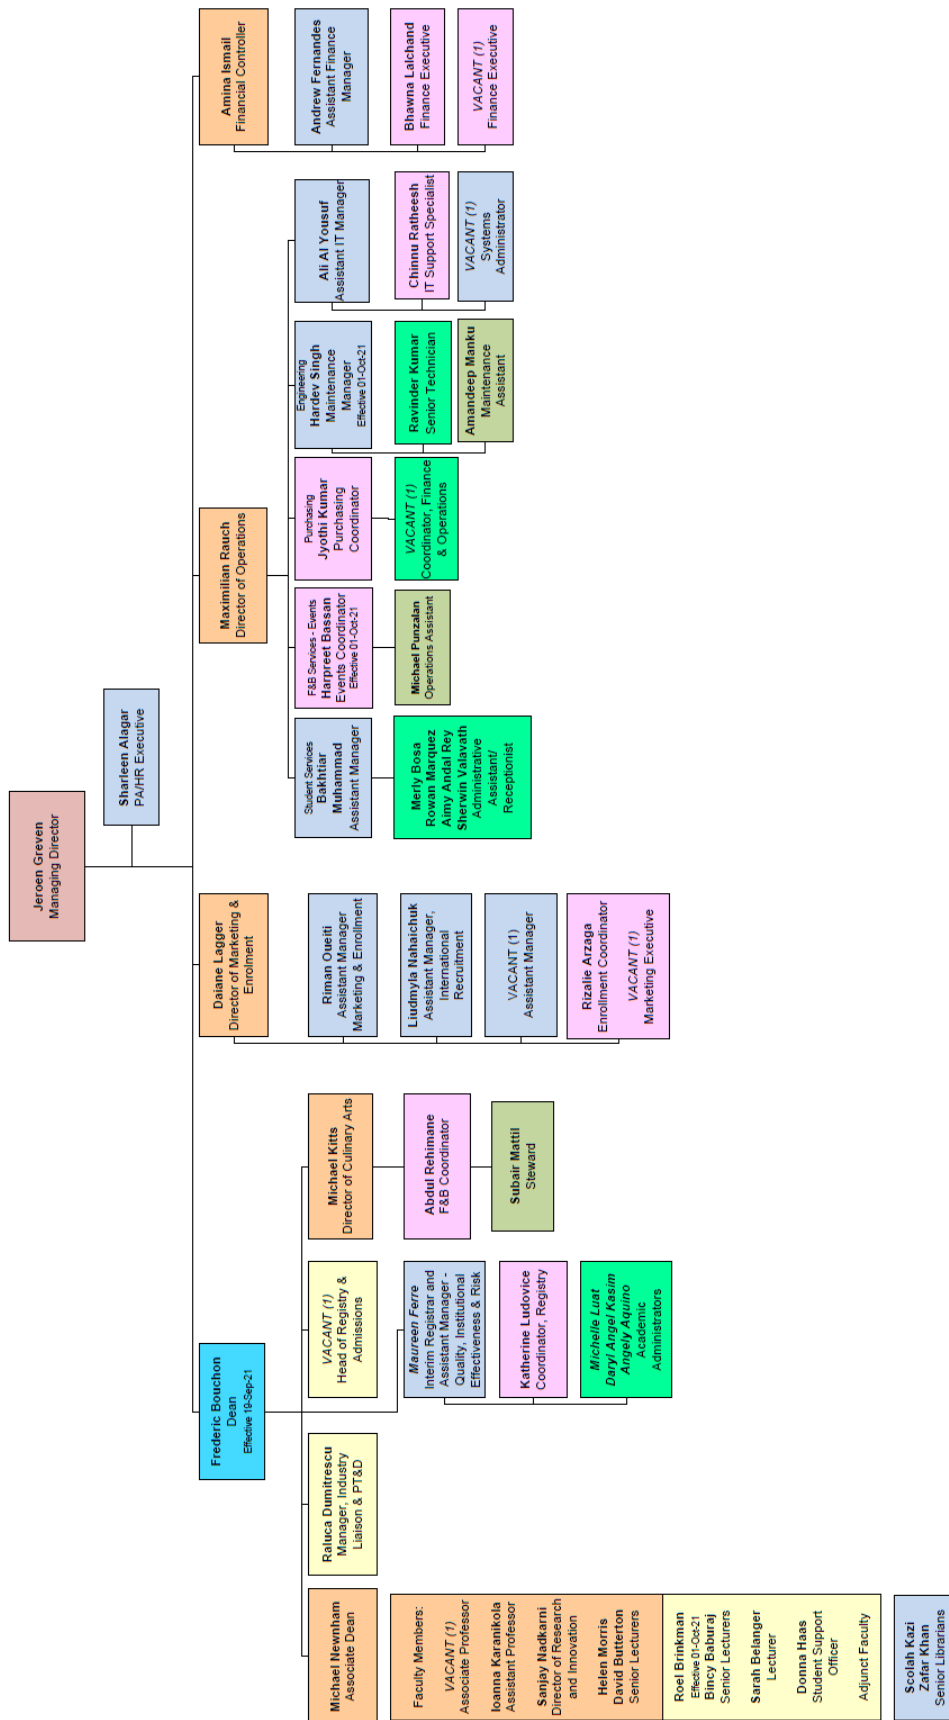 Jeroen Greven
Managing Director
Sharleen Alagar
PA/HR Executive
Frederic Bouchon
Dean
Effective 19-Sep-21
Daiane Lagger
Director of Marketing &
Enrolment
Maximilian Rauch
Director of Operations
Amina Ismail
Financial Controller
Michael Newnham
Associate Dean
Raluca Dumitrescu
Manager, Industry
Liaison & PT&D
VACANT (1)
Head of Registry &
Admissions
Michael Kitts
Director of Culinary Arts
Faculty Members:
VACANT (1)
Associate Professor
Ioanna Karanikola
Assistant Professor
Sanjay Nadkarni
Director of Research
and Innovation
Helen Morris
David Butterton
Senior Lecturers
Roel Brinkman
Effective 01-Oct-21
Bincy Baburaj
Senior Lecturers
Sarah Belanger
Lecturer
Donna Haas
Student Support
Officer
Adjunct Faculty
Scolah Kazi
Zafar Khan
Senior Librarians
Maureen Ferre
Interim Registrar and
Assistant Manager -
Quality, Institutional
Effectiveness & Risk
Katherine Ludovice
Coordinator, Registry
Michelle Luat
Daryl Angel Kasim
Angely Aquino
Academic
Administrators
Abdul Rehimane
F&B Coordinator
Subair Mattil
Steward
Riman Oueiti
Assistant Manager
Marketing & Enrollment
Liudmyla Nahaichuk
Assistant Manager,
International
Recruitment
VACANT (1)
Assistant Manager
Rizalie Arzaga
Enrollment Coordinator
VACANT (1)
Marketing Executive
Student Services
Bakhtiar
Muhammad
Assistant Manager
Merly Bosa
Rowan Marquez
Aimy Andal Rey
Sherwin Valavath
Administrative
Assistant/
Receptionist
F&B Services - Events
Harpreet Bassan
Events Coordinator
Effective 01-Oct-21
Michael Punzalan
Operations Assistant
Purchasing
Jyothi Kumar
Purchasing
Coordinator
VACANT (1)
Coordinator, Finance
& Operations
Engineering
Hardev Singh
Maintenance
Manager
Effective 01-Oct-21
Ravinder Kumar
Senior Technician
Amandeep Manku
Maintenance
Assistant
Ali Al Yousuf
Assistant IT Manager
Chinnu Ratheesh
IT Support Specialist
VACANT (1)
Systems
Administrator
Andrew Fernandes
Assistant Finance
Manager
Bhawna Lalchand
Finance Executive
VACANT (1)
Finance Executive